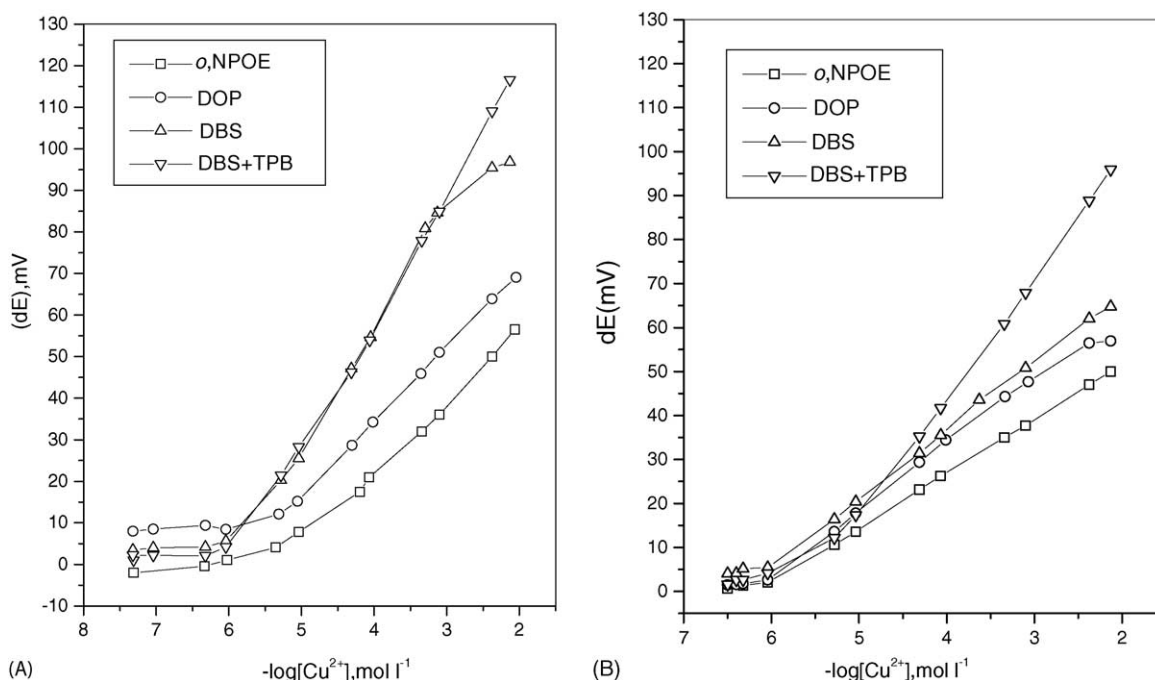 130
120
110
100
90
80
70
60
50
40
30
20
10
0
-10
(dE),mV
o,NPOE
DOP
DBS
DBS+TPB
8 7 6 5 4 3 2
-log[Cu²⁺],mol l⁻¹
(A)
130
120
110
100
90
80
70
60
50
40
30
20
10
0
dE(mV)
o,NPOE
DOP
DBS
DBS+TPB
7 6 5 4 3 2
-log[Cu²⁺],mol l⁻¹
(B)